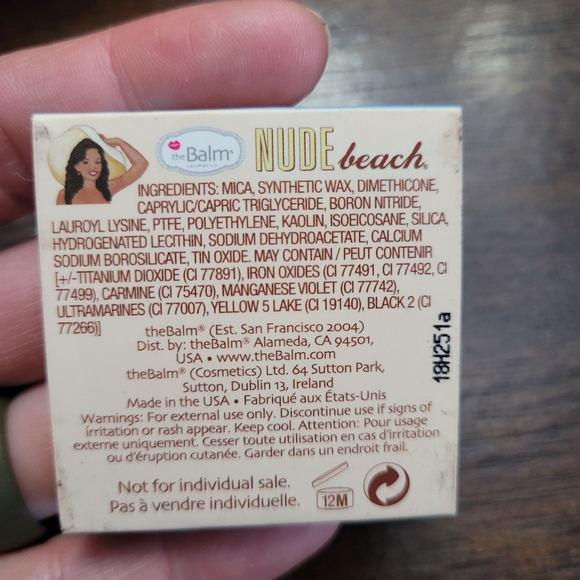 theBalm®
cosmetics
NUDE beach®
INGREDIENTS: MICA, SYNTHETIC WAX, DIMETHICONE,
CAPRYLIC/CAPRIC TRIGLYCERIDE, BORON NITRIDE,
LAUROYL LYSINE, PTFE, POLYETHYLENE, KAOLIN, ISOEICOSANE, SILICA,
HYDROGENATED LECITHIN, SODIUM DEHYDROACETATE, CALCIUM
SODIUM BOROSILICATE, TIN OXIDE. MAY CONTAIN / PEUT CONTENIR
[+/-TITANIUM DIOXIDE (CI 77891), IRON OXIDES (CI 77491, CI 77492, CI
77499), CARMINE (CI 75470), MANGANESE VIOLET (CI 77742),
ULTRAMARINES (CI 77007), YELLOW 5 LAKE (CI 19140), BLACK 2 (CI
77266)]
theBalm® (Est. San Francisco 2004)
Dist. by: theBalm® Alameda, CA 94501,
USA • www.theBalm.com
theBalm® (Cosmetics) Ltd. 64 Sutton Park,
Sutton, Dublin 13, Ireland
Made in the USA • Fabriqué aux États-Unis
Warnings: For external use only. Discontinue use if signs of
irritation or rash appear. Keep cool. Attention: Pour usage
externe uniquement. Cesser toute utilisation en cas d'irritation
ou d'éruption cutanée. Garder dans un endroit frais.
Not for individual sale.
Pas à vendre individuelle.
12M
18H251a